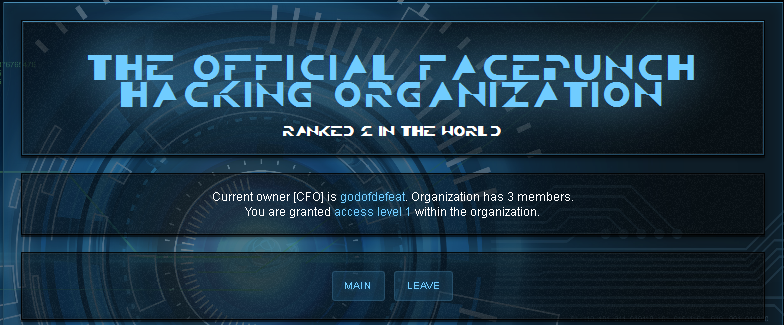 THE OFFICIAL FACEPUNCH
HACKING ORGANIZATION
RANKED 2 IN THE WORLD
Current owner [CFO] is godofdefeat. Organization has 3 members.
You are granted access level 1 within the organization.
MAIN LEAVE